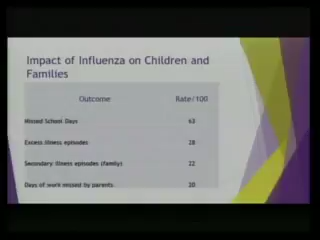 Impact of Influenza on Children and
Families
Outcome Rate/100
Missed School Days 63
Excess illness episodes 28
Secondary illness episodes (family) 22
Days of work missed by parents 20